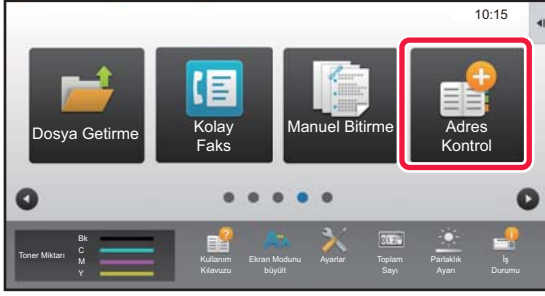 10:15
Dosya Getirme
Kolay
Faks
Manuel Bitirme
Adres
Kontrol
Toner Miktarı
Bk
C
M
Y
Kullanım
Kılavuzu
Ekran Modunu
büyült
Ayarlar
Toplam
Sayı
Parlaklık
Ayarı
İş
Durumu